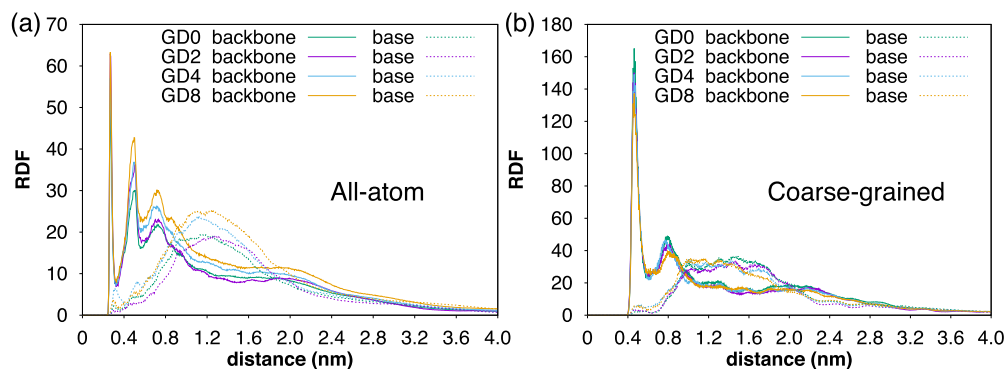 (a)
70
60
50
40
30
20
10
0
RDF
GD0 backbone base
GD2 backbone base
GD4 backbone base
GD8 backbone base
All-atom
0 0.4 0.8 1.2 1.6 2 2.4 2.8 3.2 3.6 4.0
distance (nm)
(b)
180
160
140
120
100
80
60
40
20
0
RDF
GD0 backbone base
GD2 backbone base
GD4 backbone base
GD8 backbone base
Coarse-grained
0 0.4 0.8 1.2 1.6 2.0 2.4 2.8 3.2 3.6 4.0
distance (nm)